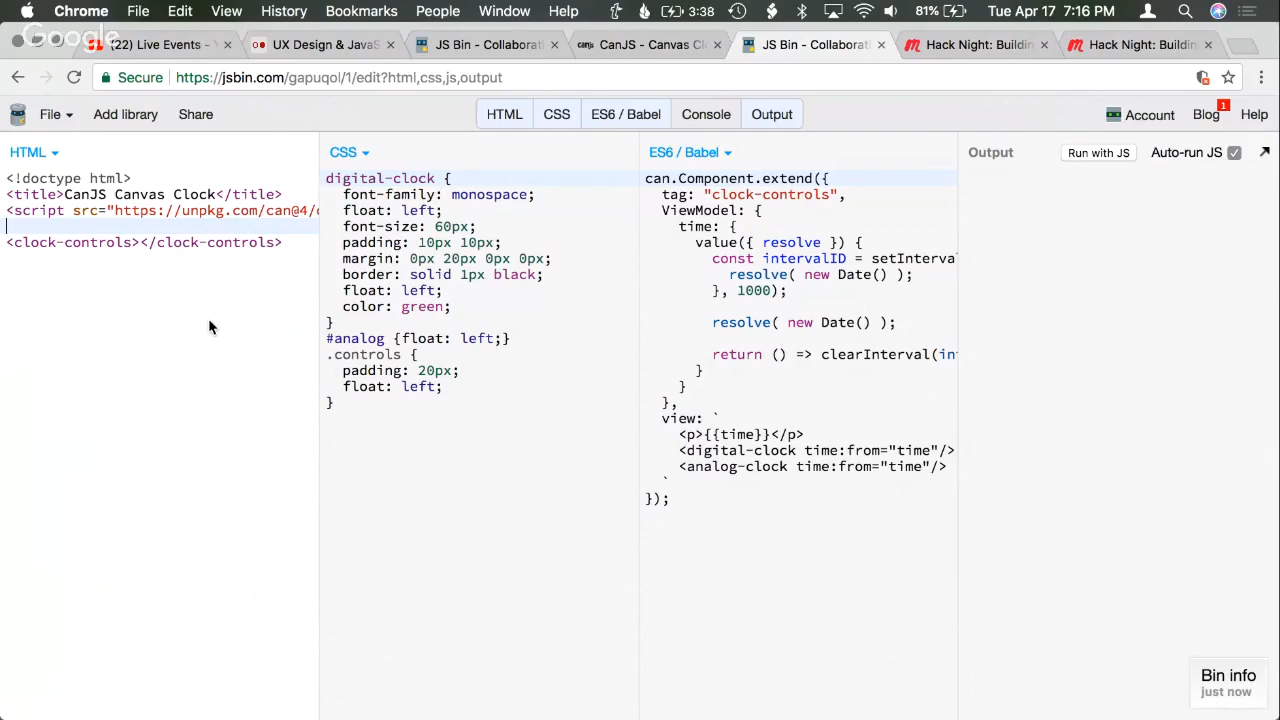 Chrome File Edit View History Bookmarks People Window Help 3:38 81% Tue Apr 17 7:16 PM
Google
(22) Live Events - Y × UX Design & JavaS × JS Bin - Collaborati × CanJS - Canvas Clo × JS Bin - Collaborati × Hack Night: Building × Hack Night: Building ×
Secure https://jsbin.com/gapuqol/1/edit?html,css,js,output
File Add library Share HTML CSS ES6 / Babel Console Output Account Blog 1 Help
HTML
<!doctype html>
<title>CanJS Canvas Clock</title>
<script src="https://unpkg.com/can@4/
<clock-controls></clock-controls>
CSS
digital-clock {
font-family: monospace;
float: left;
font-size: 60px;
padding: 10px 10px;
margin: 0px 20px 0px 0px;
border: solid 1px black;
float: left;
color: green;
}
#analog {float: left;}
.controls {
padding: 20px;
float: left;
}
ES6 / Babel
can.Component.extend({
tag: "clock-controls",
ViewModel: {
time: {
value({ resolve }) {
const intervalID = setInterval
resolve( new Date() );
}, 1000);
resolve( new Date() );
return () => clearInterval(in
}
}
},
view: `
<p>{{time}}</p>
<digital-clock time:from="time"/>
<analog-clock time:from="time"/>
`
});
Output Run with JS Auto-run JS
Bin info
just now